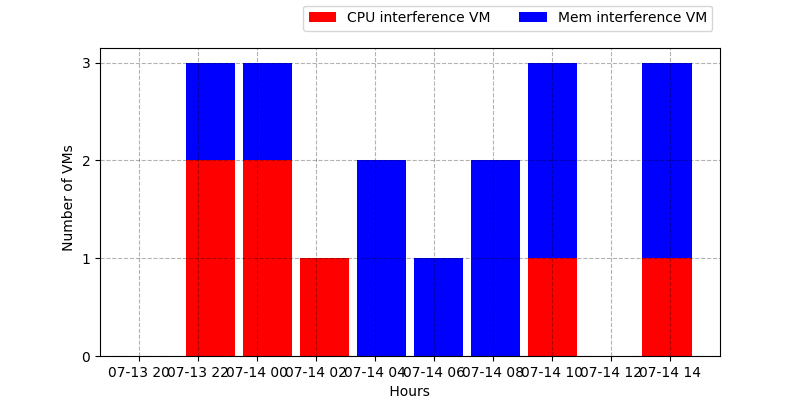 CPU interference VM Mem interference VM
3
2
1
0
Number of VMs
07-13 20 07-13 22 07-14 00 07-14 02 07-14 04 07-14 06 07-14 08 07-14 10 07-14 12 07-14 14
Hours